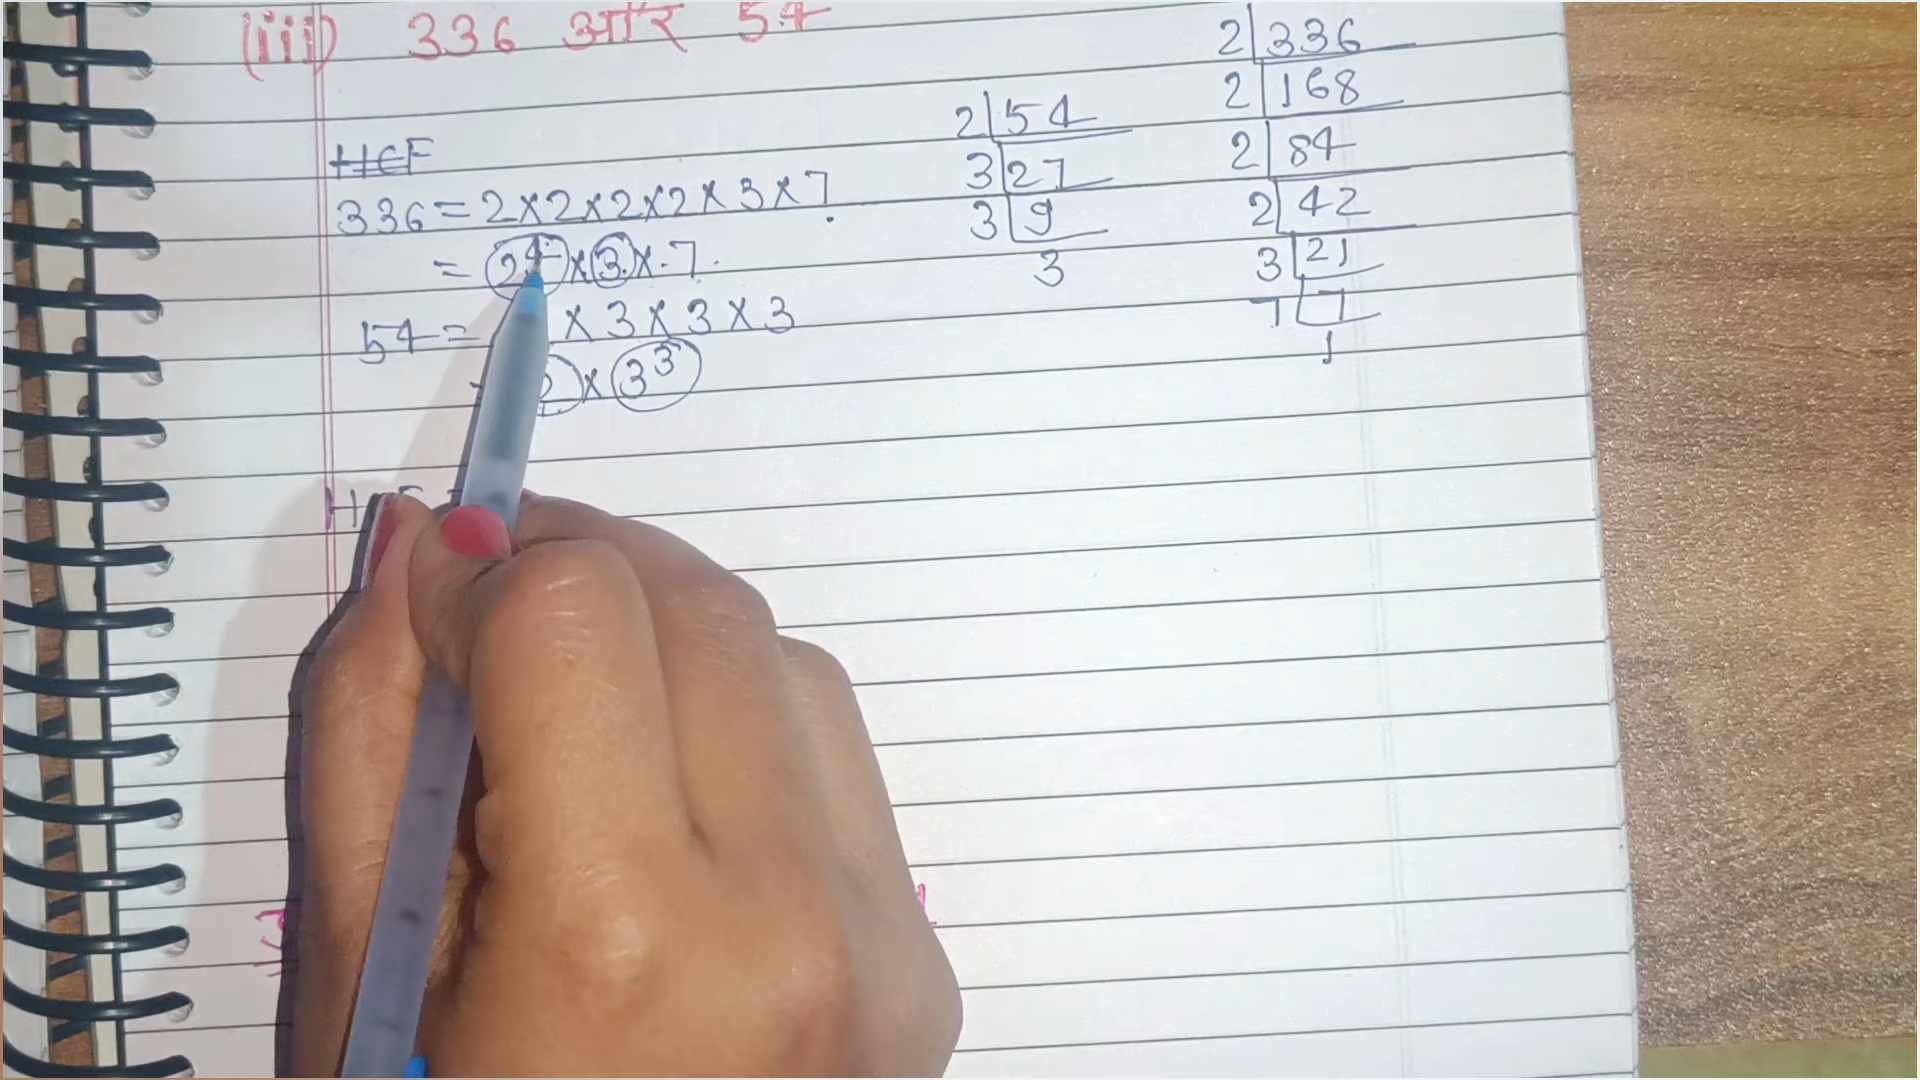 (iii) 336 और 54
HCF
336 = 2×2×2×2×3×7
= 2⁴×3×7
54 = × 3 × 3 × 3
2 × 3³
2|54
3|27
3|9
3
2|336
2|168
2|84
2|42
3|21
7|7
1